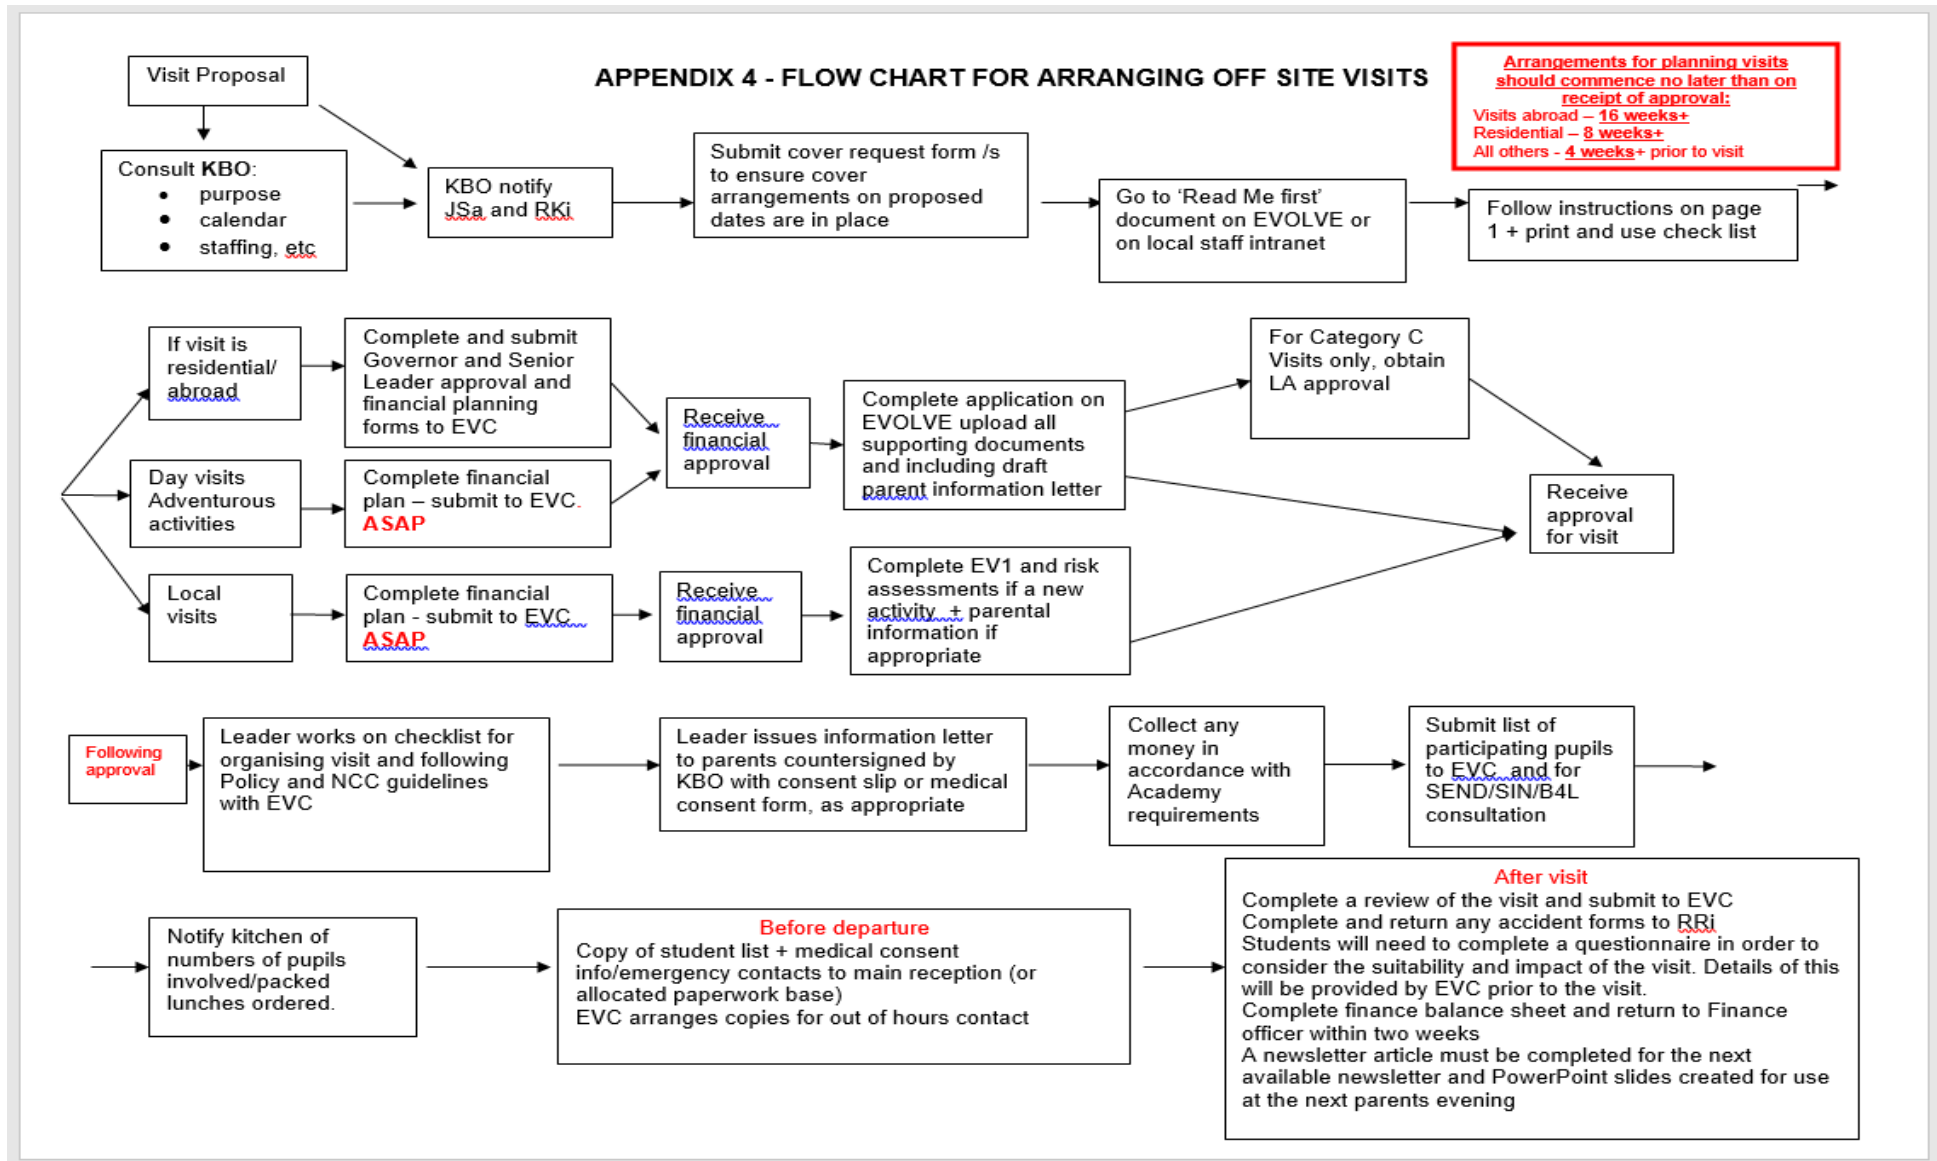 Visit Proposal
APPENDIX 4 - FLOW CHART FOR ARRANGING OFF SITE VISITS
Arrangements for planning visits
should commence no later than on
receipt of approval:
Visits abroad – 16 weeks+
Residential – 8 weeks+
All others - 4 weeks+ prior to visit
Consult KBO:
• purpose
• calendar
• staffing, etc
KBO notify
JSa and RKi
Submit cover request form /s
to ensure cover
arrangements on proposed
dates are in place
Go to ‘Read Me first’
document on EVOLVE or
on local staff intranet
Follow instructions on page
1 + print and use check list
If visit is
residential/
abroad
Complete and submit
Governor and Senior
Leader approval and
financial planning
forms to EVC
Day visits
Adventurous
activities
Complete financial
plan – submit to EVC.
ASAP
Receive
financial
approval
Complete application on
EVOLVE upload all
supporting documents
and including draft
parent information letter
For Category C
Visits only, obtain
LA approval
Receive
approval
for visit
Local
visits
Complete financial
plan - submit to EVC
ASAP
Receive
financial
approval
Complete EV1 and risk
assessments if a new
activity + parental
information if
appropriate
Following
approval
Leader works on checklist for
organising visit and following
Policy and NCC guidelines
with EVC
Leader issues information letter
to parents countersigned by
KBO with consent slip or medical
consent form, as appropriate
Collect any
money in
accordance with
Academy
requirements
Submit list of
participating pupils
to EVC and for
SEND/SIN/B4L
consultation
Notify kitchen of
numbers of pupils
involved/packed
lunches ordered.
Before departure
Copy of student list + medical consent
info/emergency contacts to main reception (or
allocated paperwork base)
EVC arranges copies for out of hours contact
After visit
Complete a review of the visit and submit to EVC
Complete and return any accident forms to RRi
Students will need to complete a questionnaire in order to
consider the suitability and impact of the visit. Details of this
will be provided by EVC prior to the visit.
Complete finance balance sheet and return to Finance
officer within two weeks
A newsletter article must be completed for the next
available newsletter and PowerPoint slides created for use
at the next parents evening